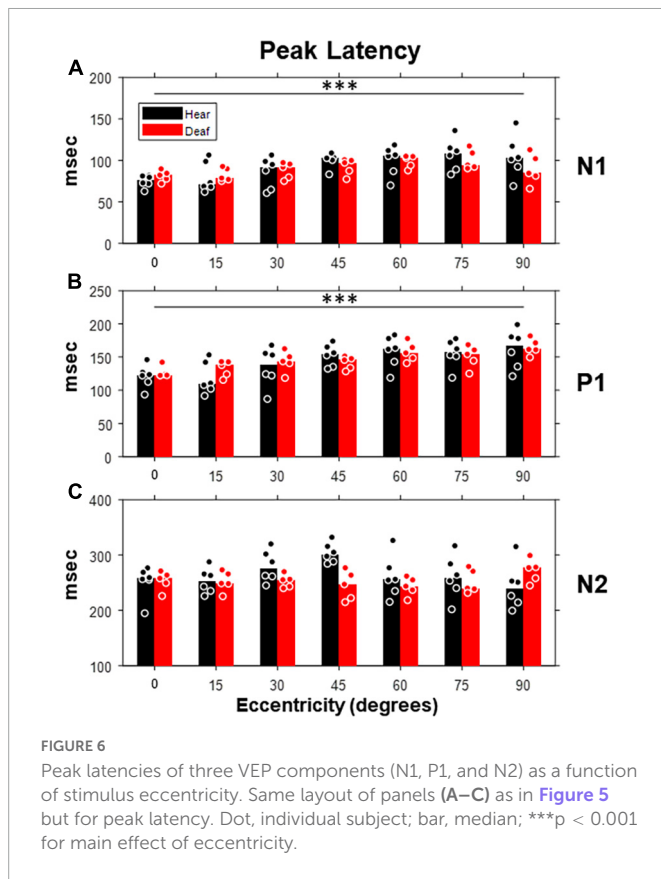 Peak Latency
A
200
150
100
50
0
msec
***
Hear
Deaf
N1
0 15 30 45 60 75 90
B
250
200
150
100
50
0
msec
***
P1
0 15 30 45 60 75 90
C
400
300
200
100
msec
N2
0 15 30 45 60 75 90
Eccentricity (degrees)
FIGURE 6
Peak latencies of three VEP components (N1, P1, and N2) as a function
of stimulus eccentricity. Same layout of panels (A–C) as in Figure 5
but for peak latency. Dot, individual subject; bar, median; ***p < 0.001
for main effect of eccentricity.